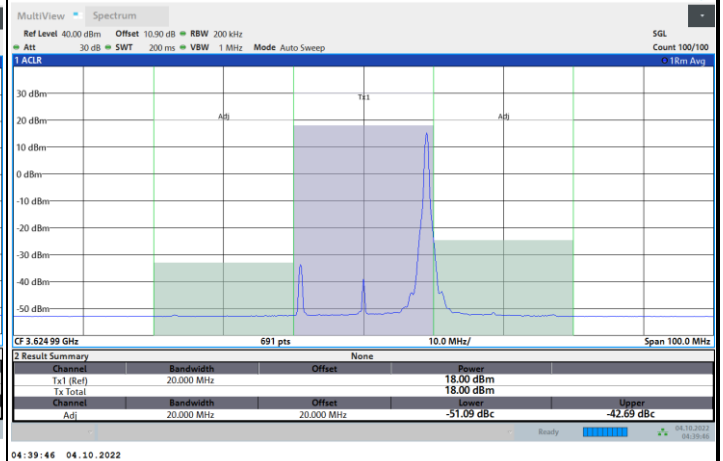 MultiView Spectrum
Ref Level 40.00 dBm Offset 10.90 dB RBW 200 kHz SGL
Att 30 dB SWT 200 ms VBW 1 MHz Mode Auto Sweep Count 100/100
1 ACLR 1Rm Avg
Tx1
Adj Adj
30 dBm
20 dBm
10 dBm
0 dBm
-10 dBm
-20 dBm
-30 dBm
-40 dBm
-50 dBm
CF 3.624 99 GHz 691 pts 10.0 MHz/ Span 100.0 MHz
2 Result Summary None
Channel Bandwidth Offset Power
Tx1 (Ref) 20.000 MHz 18.00 dBm
Tx Total 18.00 dBm
Channel Bandwidth Offset Lower Upper
Adj 20.000 MHz 20.000 MHz -51.09 dBc -42.69 dBc
Ready 04.10.2022
04:39:46
04:39:46 04.10.2022